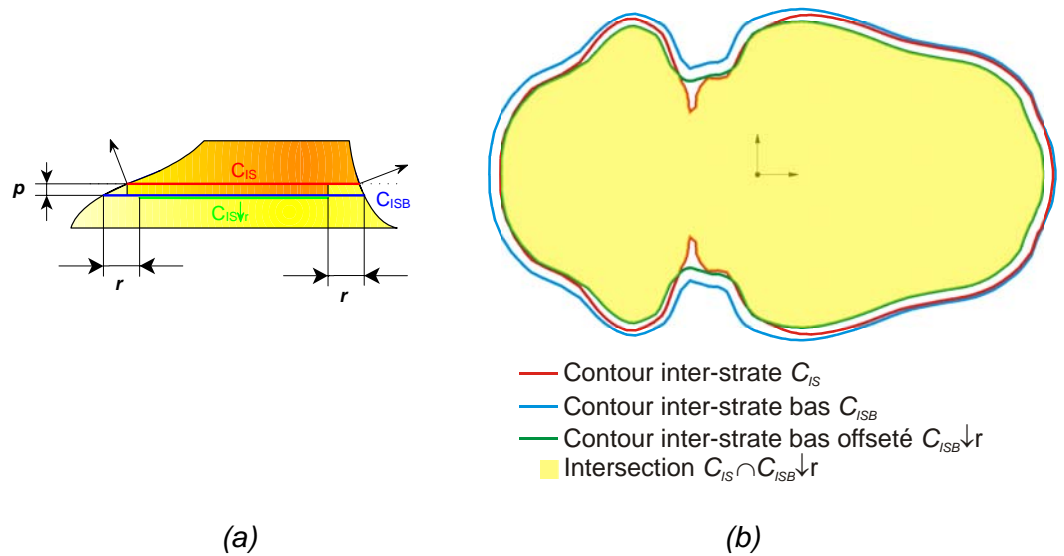 C_IS
p
C_ISB
C_IS↓r
r
r
Contour inter-strate C_IS
Contour inter-strate bas C_ISB
Contour inter-strate bas offseté C_ISB↓r
Intersection C_IS∩C_ISB↓r
(a)
(b)